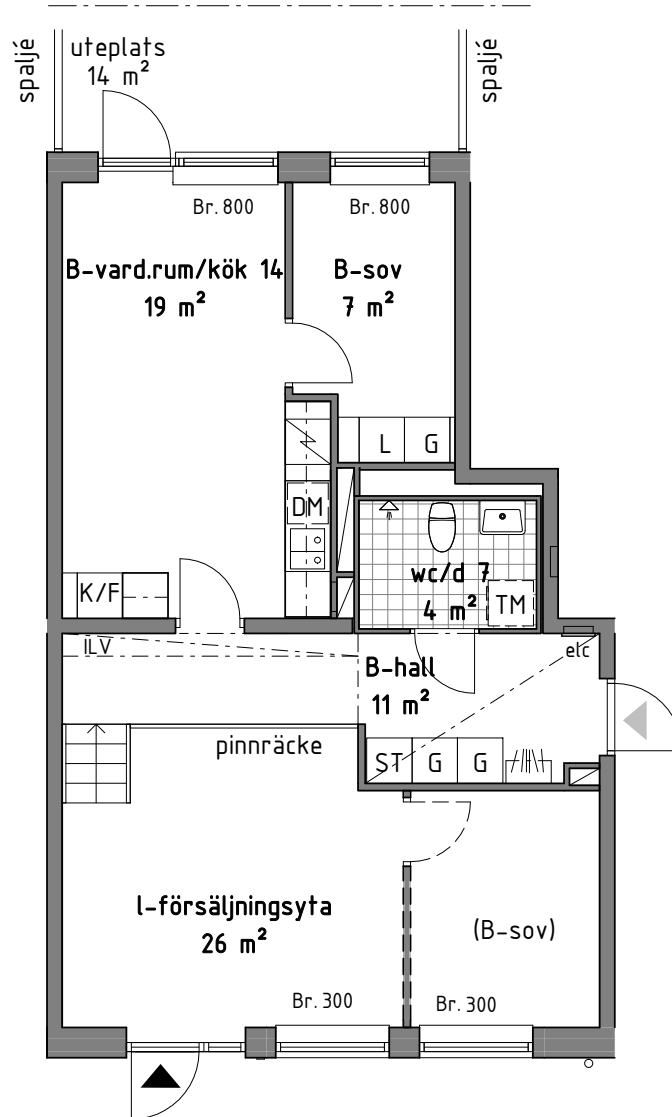 spaljé
uteplats
14 m²
spaljé
Br. 800
Br. 800
B-vard.rum/kök 14
19 m²
B-sov
7 m²
L
G
DM
K/F
wc/d 7
4 m²
TM
ILV
elc
B-hall
11 m²
pinnräcke
ST
G
G
l-försäljningsyta
26 m²
(B-sov)
Br. 300
Br. 300